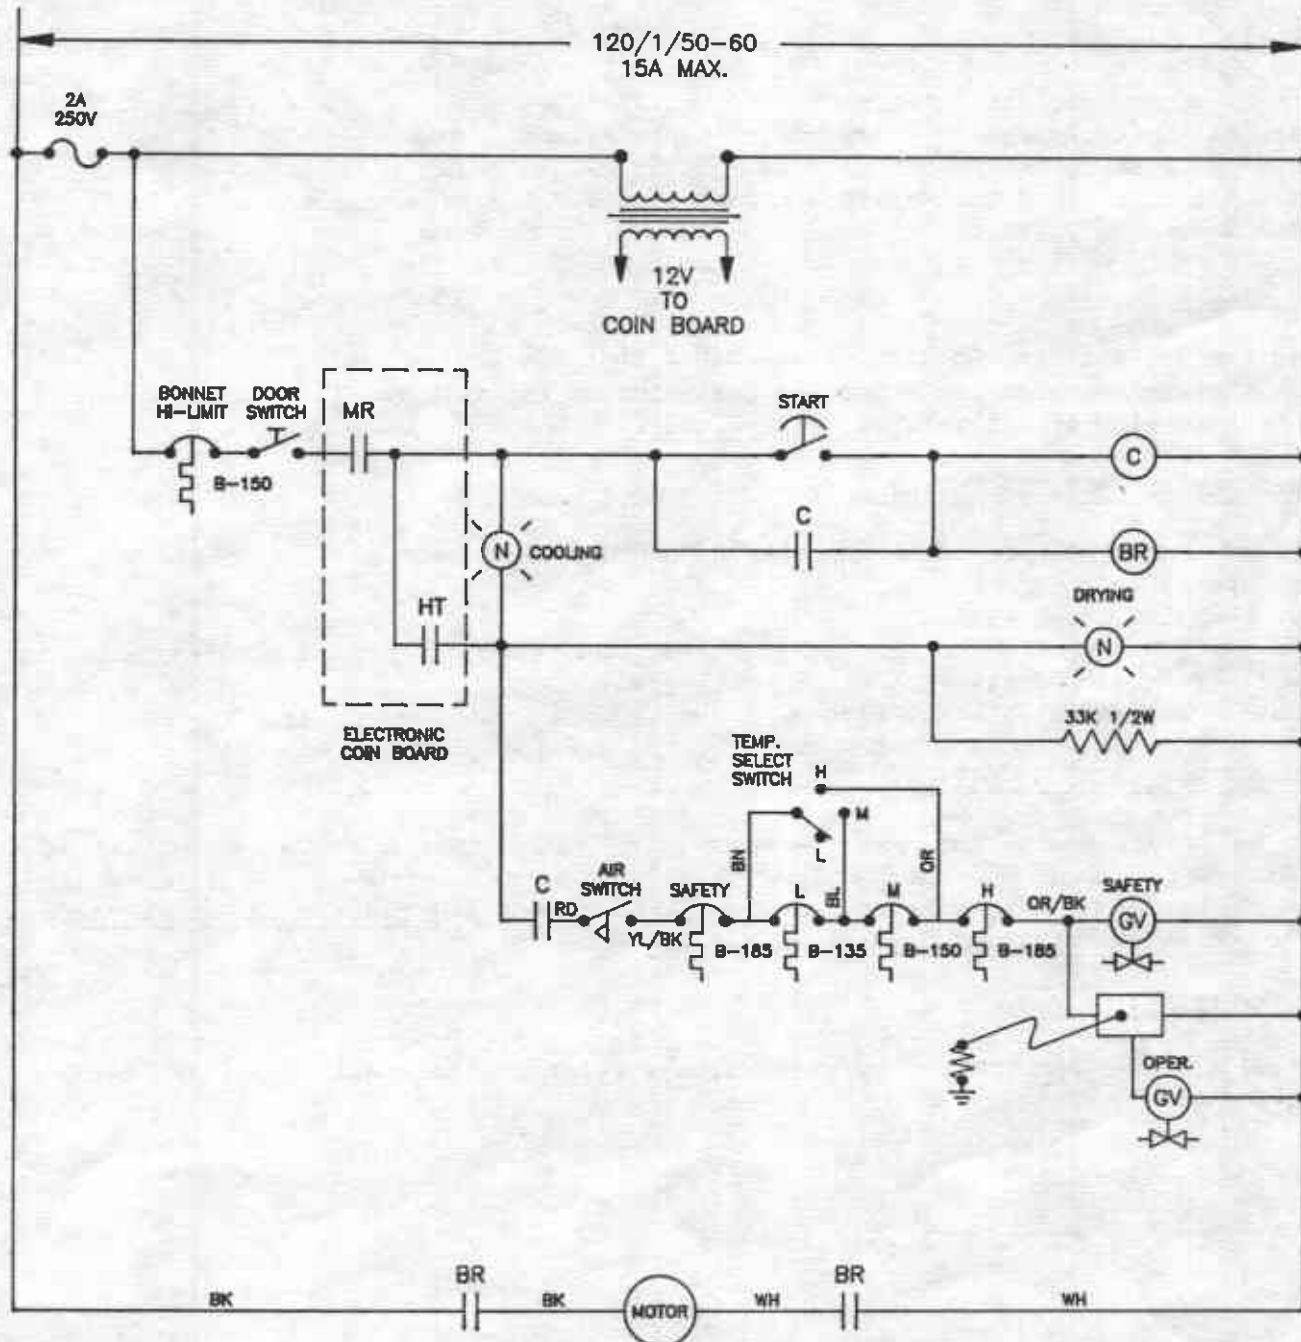 120/1/50-60
15A MAX.
2A
250V
12V
TO
COIN BOARD
BONNET
HI-LIMIT
DOOR
SWITCH
MR
START
B-150
C
C
N
COOLING
BR
HT
DRYING
N
ELECTRONIC
COIN BOARD
33K 1/2W
TEMP.
SELECT
SWITCH
H
M
L
BN
OR
BL
C
RD
AIR
SWITCH
YL/BK
SAFETY
B-185
L
B-135
M
B-150
H
B-185
OR/BK
SAFETY
GV
OPER.
GV
BK
BR
BK
MOTOR
WH
BR
WH